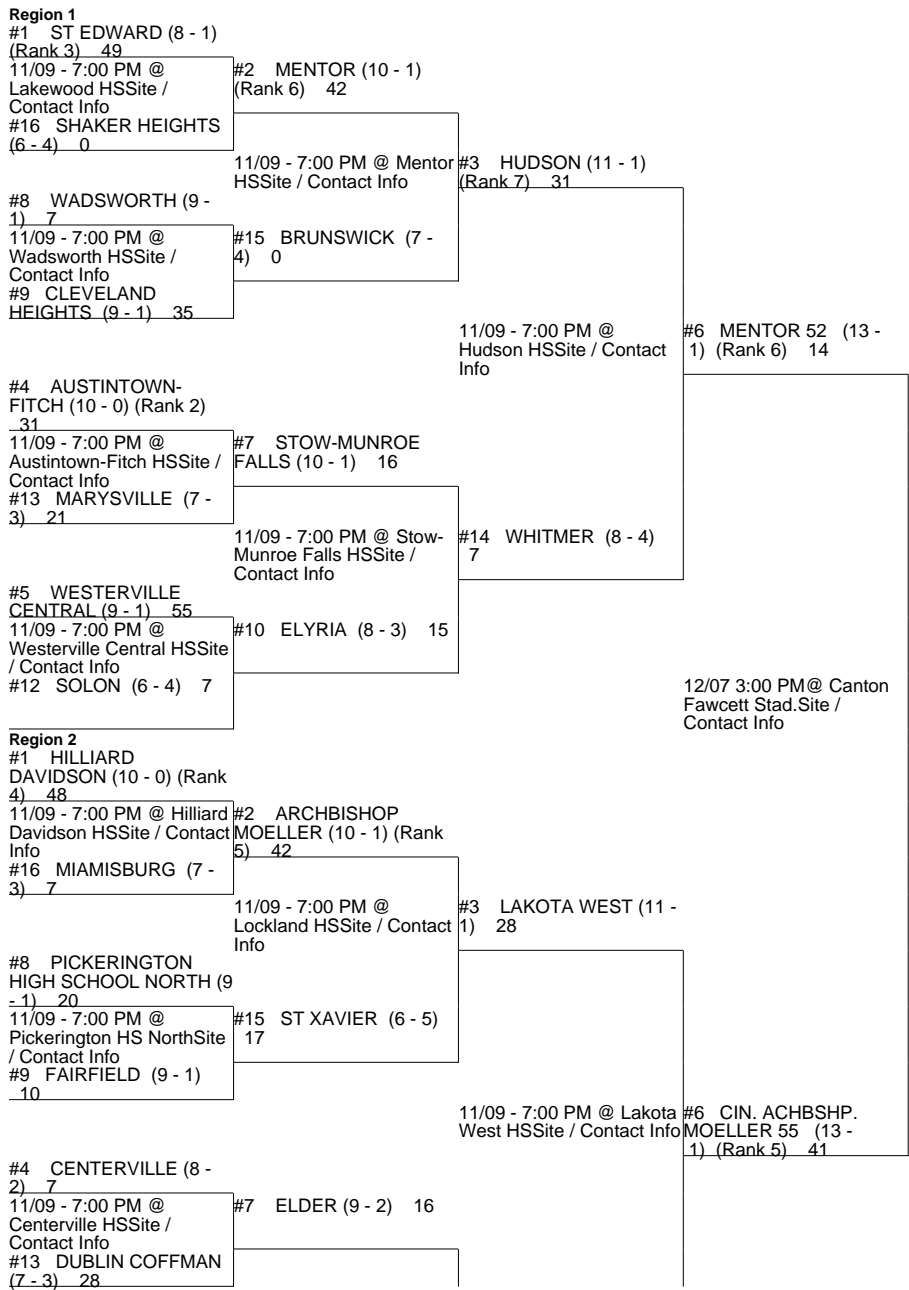 Region 1
#1 ST EDWARD (8 - 1)
(Rank 3) 49
11/09 - 7:00 PM @
Lakewood HSSite /
Contact Info
#16 SHAKER HEIGHTS
(6 - 4) 0
#8 WADSWORTH (9 -
1) 7
11/09 - 7:00 PM @
Wadsworth HSSite /
Contact Info
#9 CLEVELAND
HEIGHTS (9 - 1) 35
#4 AUSTINTOWN-
FITCH (10 - 0) (Rank 2)
31
11/09 - 7:00 PM @
Austintown-Fitch HSSite /
Contact Info
#13 MARYSVILLE (7 -
3) 21
#5 WESTERVILLE
CENTRAL (9 - 1) 55
11/09 - 7:00 PM @
Westerville Central HSSite
/ Contact Info
#12 SOLON (6 - 4) 7
Region 2
#1 HILLIARD
DAVIDSON (10 - 0) (Rank
4) 48
11/09 - 7:00 PM @ Hilliard
Davidson HSSite / Contact
Info
#16 MIAMISBURG (7 -
3) 7
#8 PICKERINGTON
HIGH SCHOOL NORTH (9
- 1) 20
11/09 - 7:00 PM @
Pickerington HS NorthSite
/ Contact Info
#9 FAIRFIELD (9 - 1)
10
#4 CENTERVILLE (8 -
2) 7
11/09 - 7:00 PM @
Centerville HSSite /
Contact Info
#13 DUBLIN COFFMAN
(7 - 3) 28
#2 MENTOR (10 - 1)
(Rank 6) 42
11/09 - 7:00 PM @ Mentor
HSSite / Contact Info
#15 BRUNSWICK (7 -
4) 0
#7 STOW-MUNROE
FALLS (10 - 1) 16
11/09 - 7:00 PM @ Stow-
Munroe Falls HSSite /
Contact Info
#10 ELYRIA (8 - 3) 15
#2 ARCHBISHOP
MOELLER (10 - 1) (Rank
5) 42
11/09 - 7:00 PM @
Lockland HSSite / Contact
Info
#15 ST XAVIER (6 - 5)
17
#7 ELDER (9 - 2) 16
#3 HUDSON (11 - 1)
(Rank 7) 31
11/09 - 7:00 PM @
Hudson HSSite / Contact
Info
#14 WHITMER (8 - 4)
7
#3 LAKOTA WEST (11 -
1) 28
11/09 - 7:00 PM @ Lakota
West HSSite / Contact Info
#6 MENTOR 52 (13 -
1) (Rank 6) 14
12/07 3:00 PM@ Canton
Fawcett Stad.Site /
Contact Info
#6 CIN. ACHBSHP.
MOELLER 55 (13 -
1) (Rank 5) 41